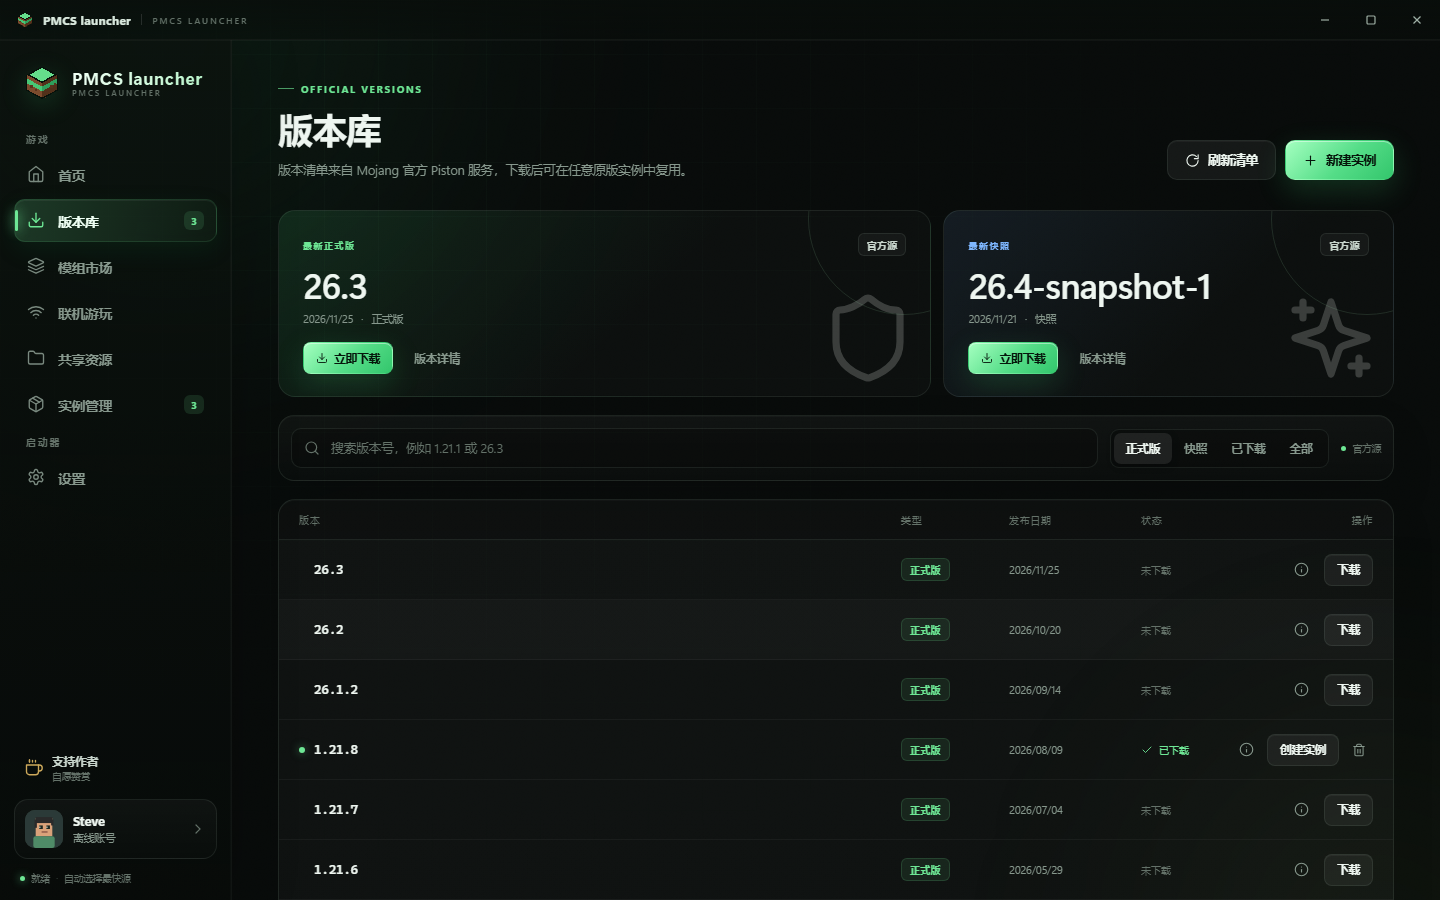 PMCS launcher
PMCS LAUNCHER
PMCS launcher
PMCS LAUNCHER
游戏
首页
版本库
3
模组市场
联机游玩
共享资源
实例管理
3
启动器
设置
支持作者
自愿赞赏
Steve
离线账号
就绪 · 自动选择最快源
OFFICIAL VERSIONS
版本库
版本清单来自 Mojang 官方 Piston 服务，下载后可在任意原版实例中复用。
刷新清单
新建实例
最新正式版
官方源
26.3
2026/11/25 · 正式版
立即下载
版本详情
最新快照
官方源
26.4-snapshot-1
2026/11/21 · 快照
立即下载
版本详情
搜索版本号，例如 1.21.1 或 26.3
正式版
快照
已下载
全部
官方源
版本 类型 发布日期 状态 操作
26.3 正式版 2026/11/25 未下载 下载
26.2 正式版 2026/10/20 未下载 下载
26.1.2 正式版 2026/09/14 未下载 下载
1.21.8 正式版 2026/08/09 已下载 创建实例
1.21.7 正式版 2026/07/04 未下载 下载
1.21.6 正式版 2026/05/29 未下载 下载